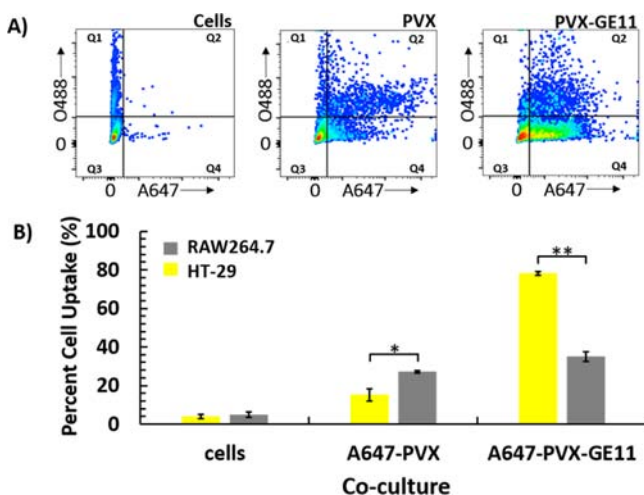 A)
Cells
PVX
PVX-GE11
Q1 Q2
Q1 Q2
Q1 Q2
O488
O488
O488
0
0
0
Q3 Q4
Q3 Q4
Q3 Q4
0 A647
0 A647
0 A647
B)
Percent Cell Uptake (%)
100
80
60
40
20
0
RAW264.7
HT-29
*
**
cells A647-PVX A647-PVX-GE11
Co-culture